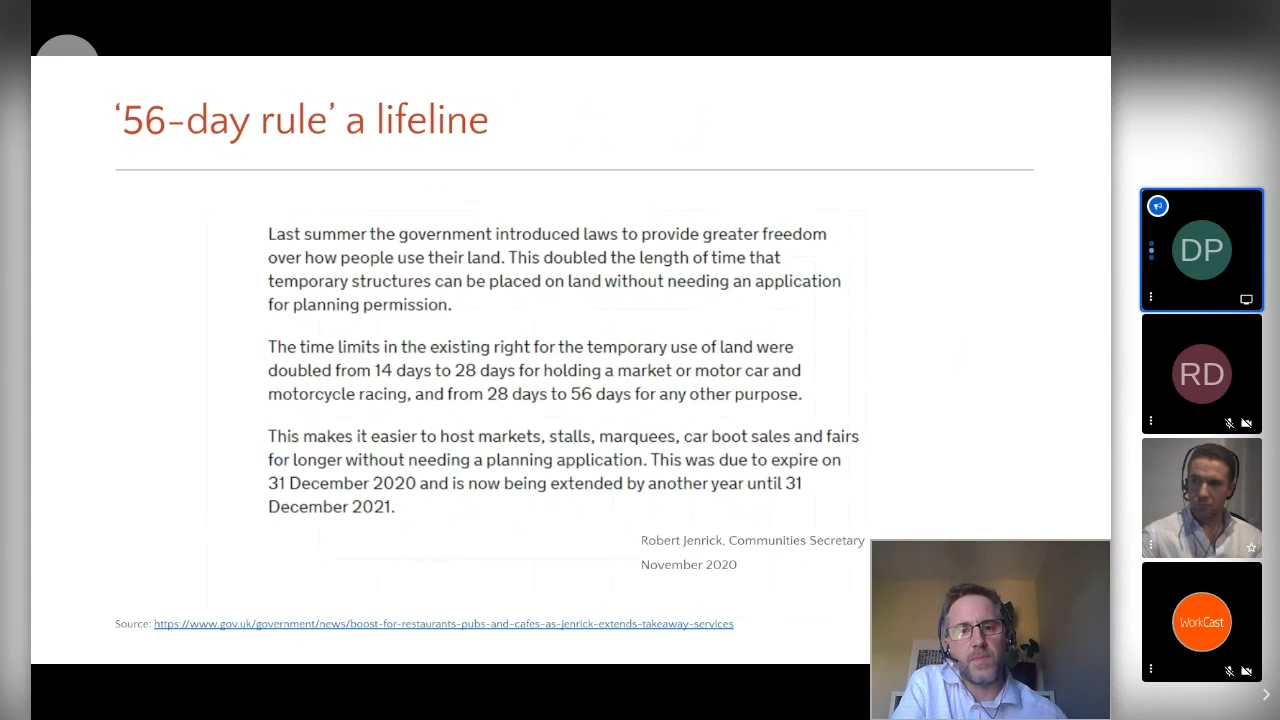 ‘56-day rule’ a lifeline
Last summer the government introduced laws to provide greater freedom
over how people use their land. This doubled the length of time that
temporary structures can be placed on land without needing an application
for planning permission.
The time limits in the existing right for the temporary use of land were
doubled from 14 days to 28 days for holding a market or motor car and
motorcycle racing, and from 28 days to 56 days for any other purpose.
This makes it easier to host markets, stalls, marquees, car boot sales and fairs
for longer without needing a planning application. This was due to expire on
31 December 2020 and is now being extended by another year until 31
December 2021.
Robert Jenrick, Communities Secretary
November 2020
Source: https://www.gov.uk/government/news/boost-for-restaurants-pubs-and-cafes-as-jenrick-extends-takeaway-services
DP
RD
WorkCast